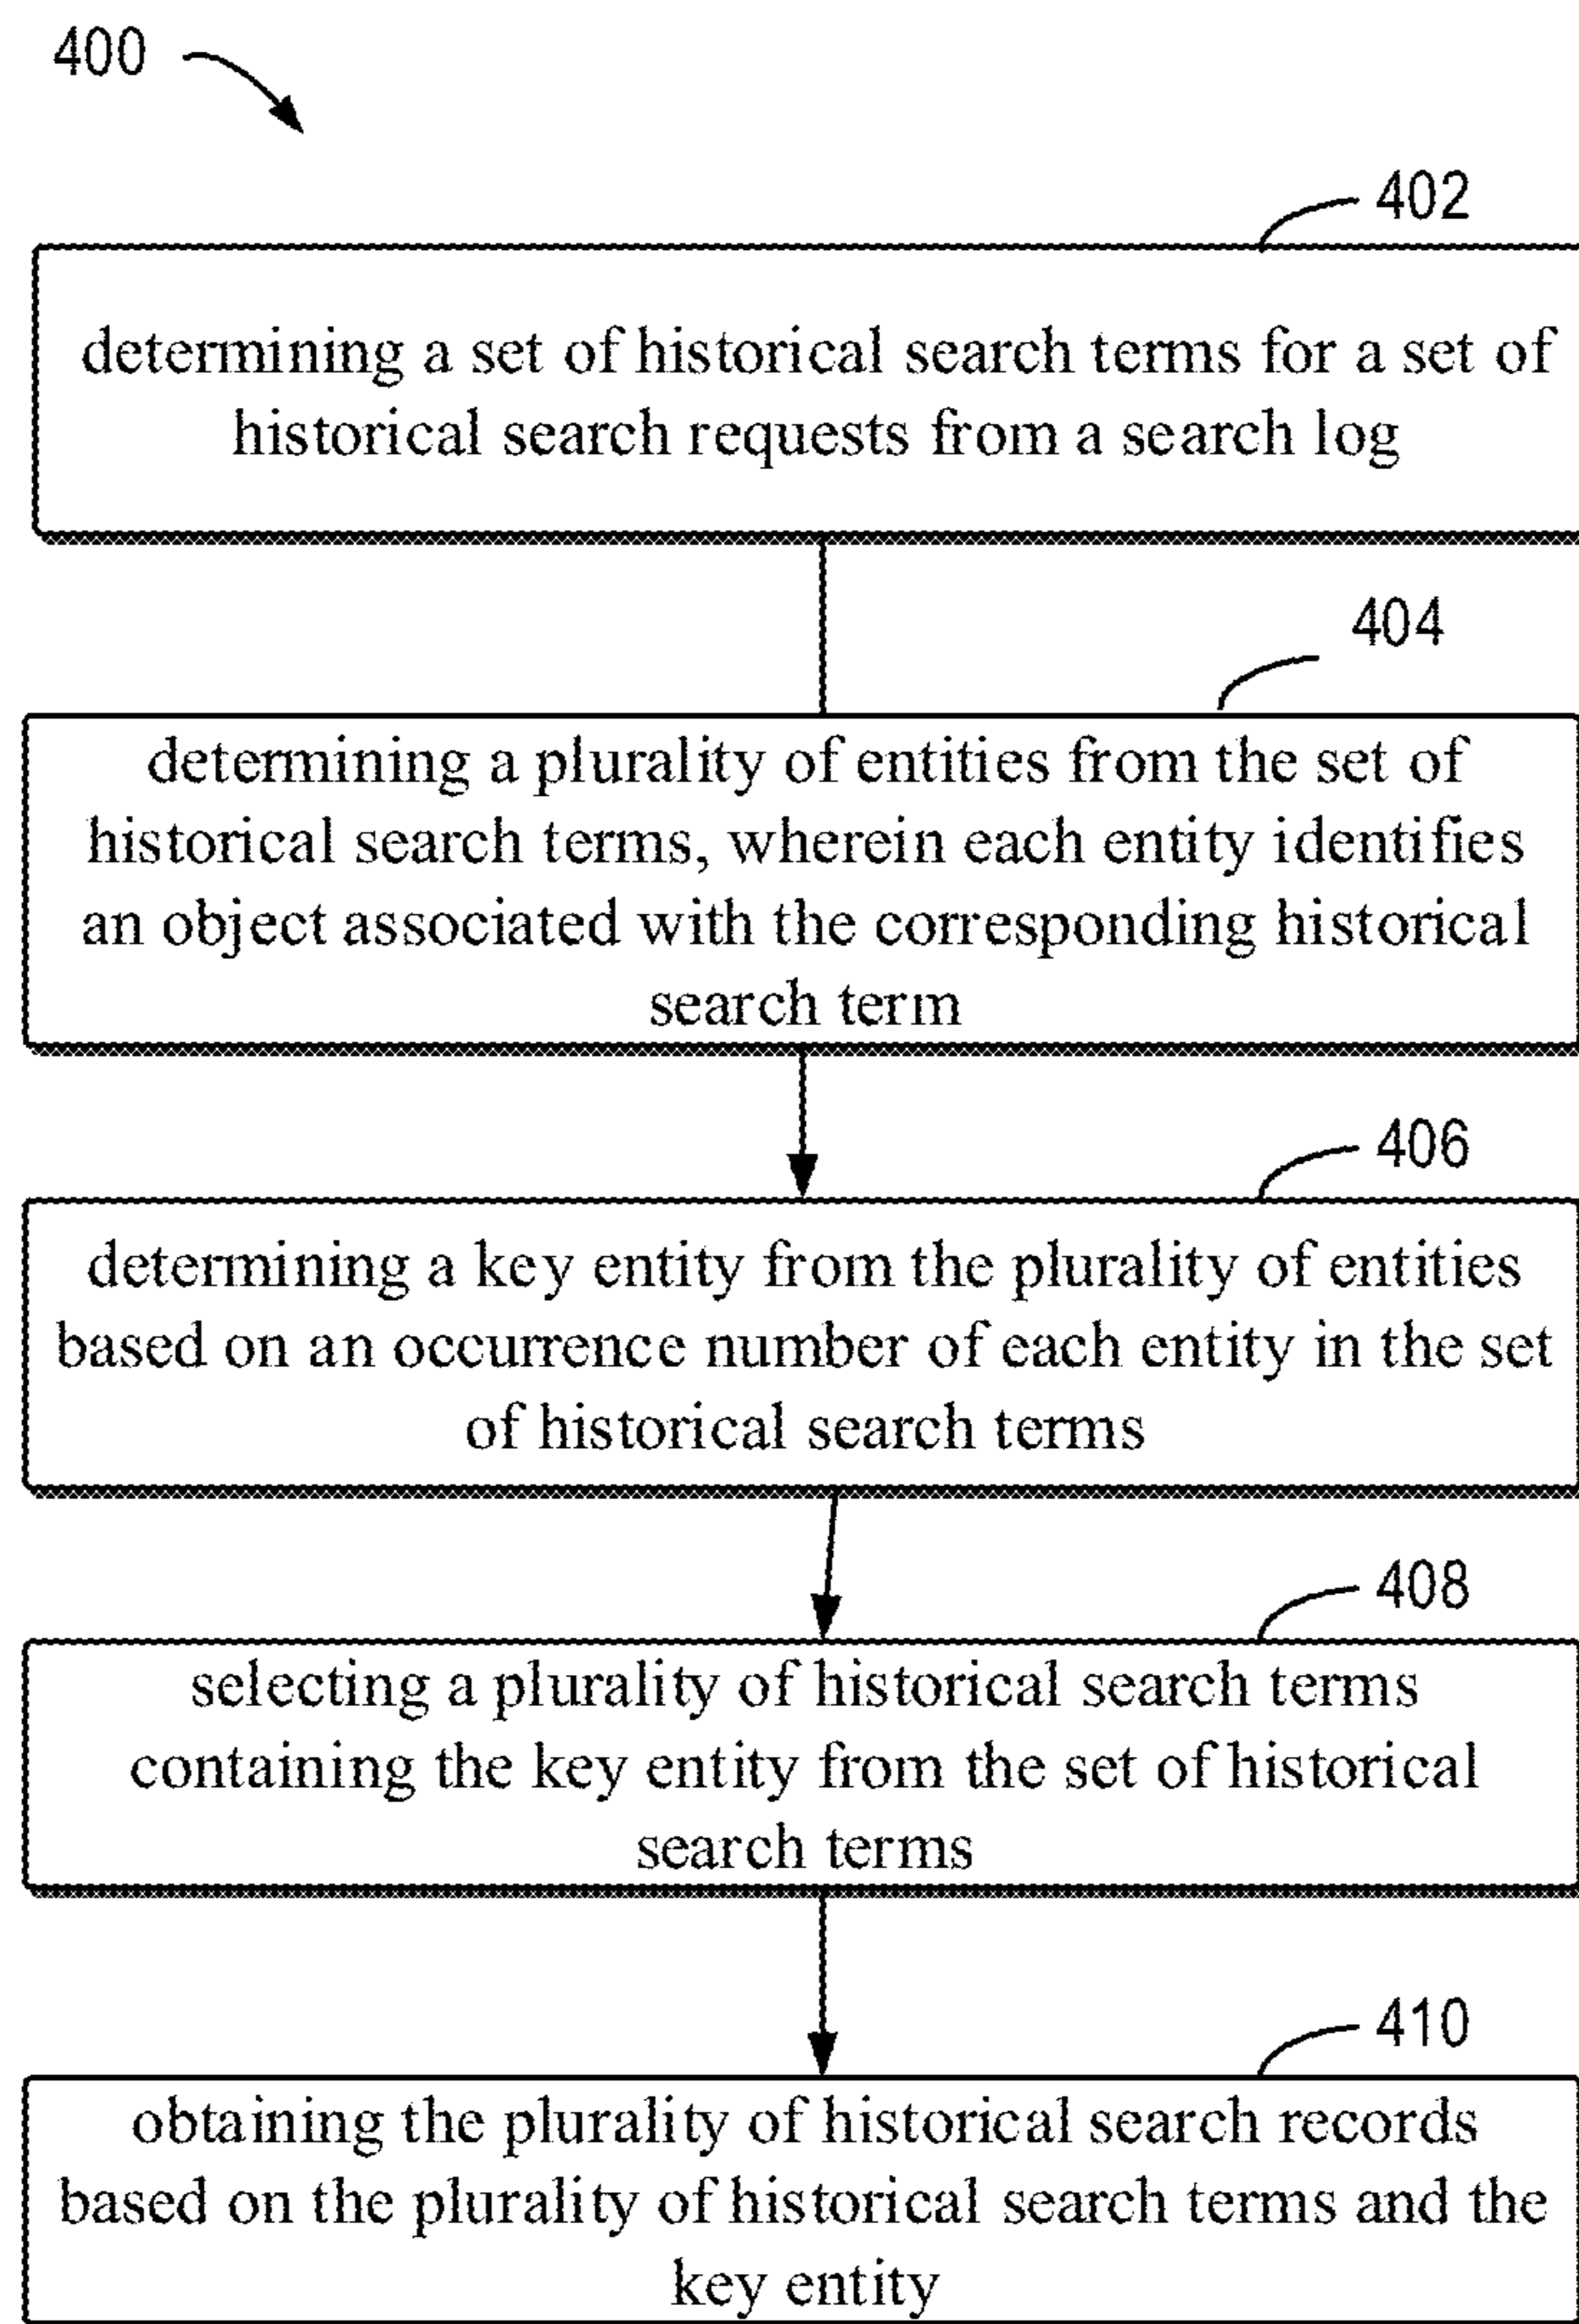 400
402
determining a set of historical search terms for a set of
historical search requests from a search log
404
determining a plurality of entities from the set of
historical search terms, wherein each entity identifies
an object associated with the corresponding historical
search term
406
determining a key entity from the plurality of entities
based on an occurrence number of each entity in the set
of historical search terms
408
selecting a plurality of historical search terms
containing the key entity from the set of historical
search terms
410
obtaining the plurality of historical search records
based on the plurality of historical search terms and the
key entity